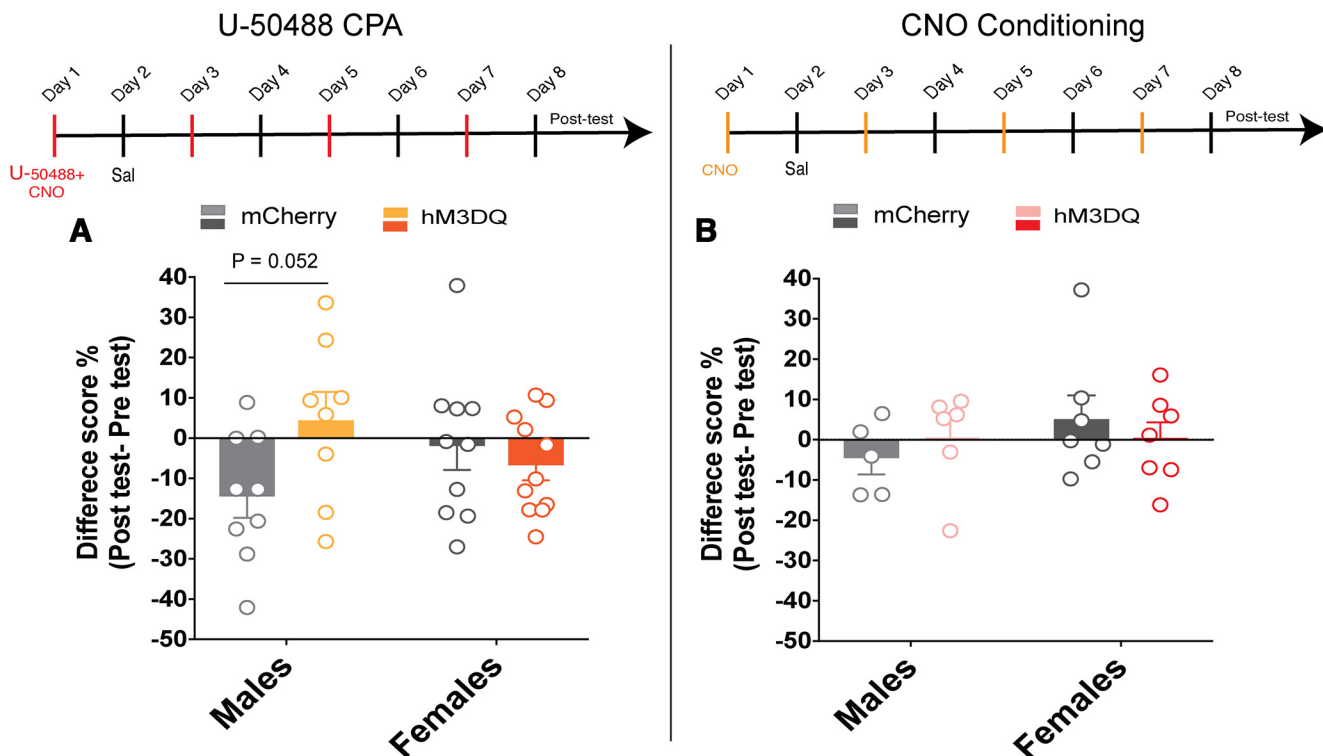 U-50488 CPA
Day 1
Day 2
Day 3
Day 4
Day 5
Day 6
Day 7
Day 8
Post-test
U-50488+
CNO
Sal
A
mCherry
hM3DQ
P = 0.052
Differece score %
(Post test- Pre test)
40
30
20
10
0
-10
-20
-30
-40
-50
Males
Females
CNO Conditioning
Day 1
Day 2
Day 3
Day 4
Day 5
Day 6
Day 7
Day 8
Post-test
CNO
Sal
B
mCherry
hM3DQ
Differece score %
(Post test- Pre test)
40
30
20
10
0
-10
-20
-30
-40
-50
Males
Females